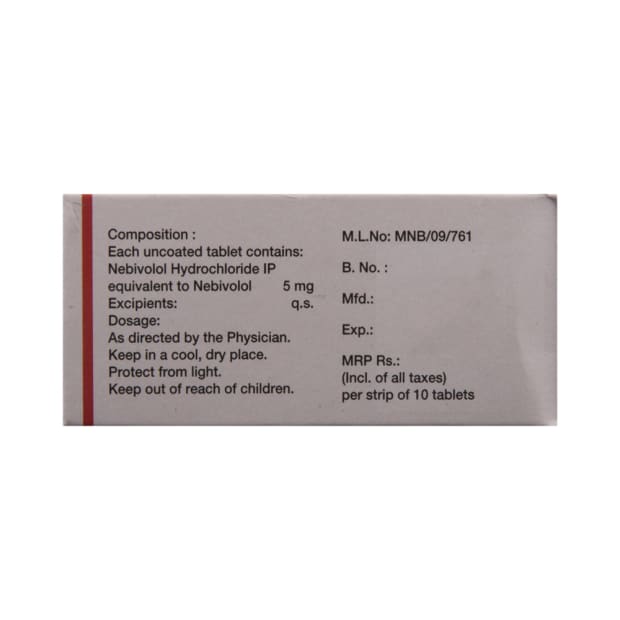 Composition :
Each uncoated tablet contains:
Nebivolol Hydrochloride IP
equivalent to Nebivolol 5 mg
Excipients: q.s.
Dosage:
As directed by the Physician.
Keep in a cool, dry place.
Protect from light.
Keep out of reach of children.
M.L.No: MNB/09/761
B. No. :
Mfd.:
Exp.:
MRP Rs.:
(Incl. of all taxes)
per strip of 10 tablets